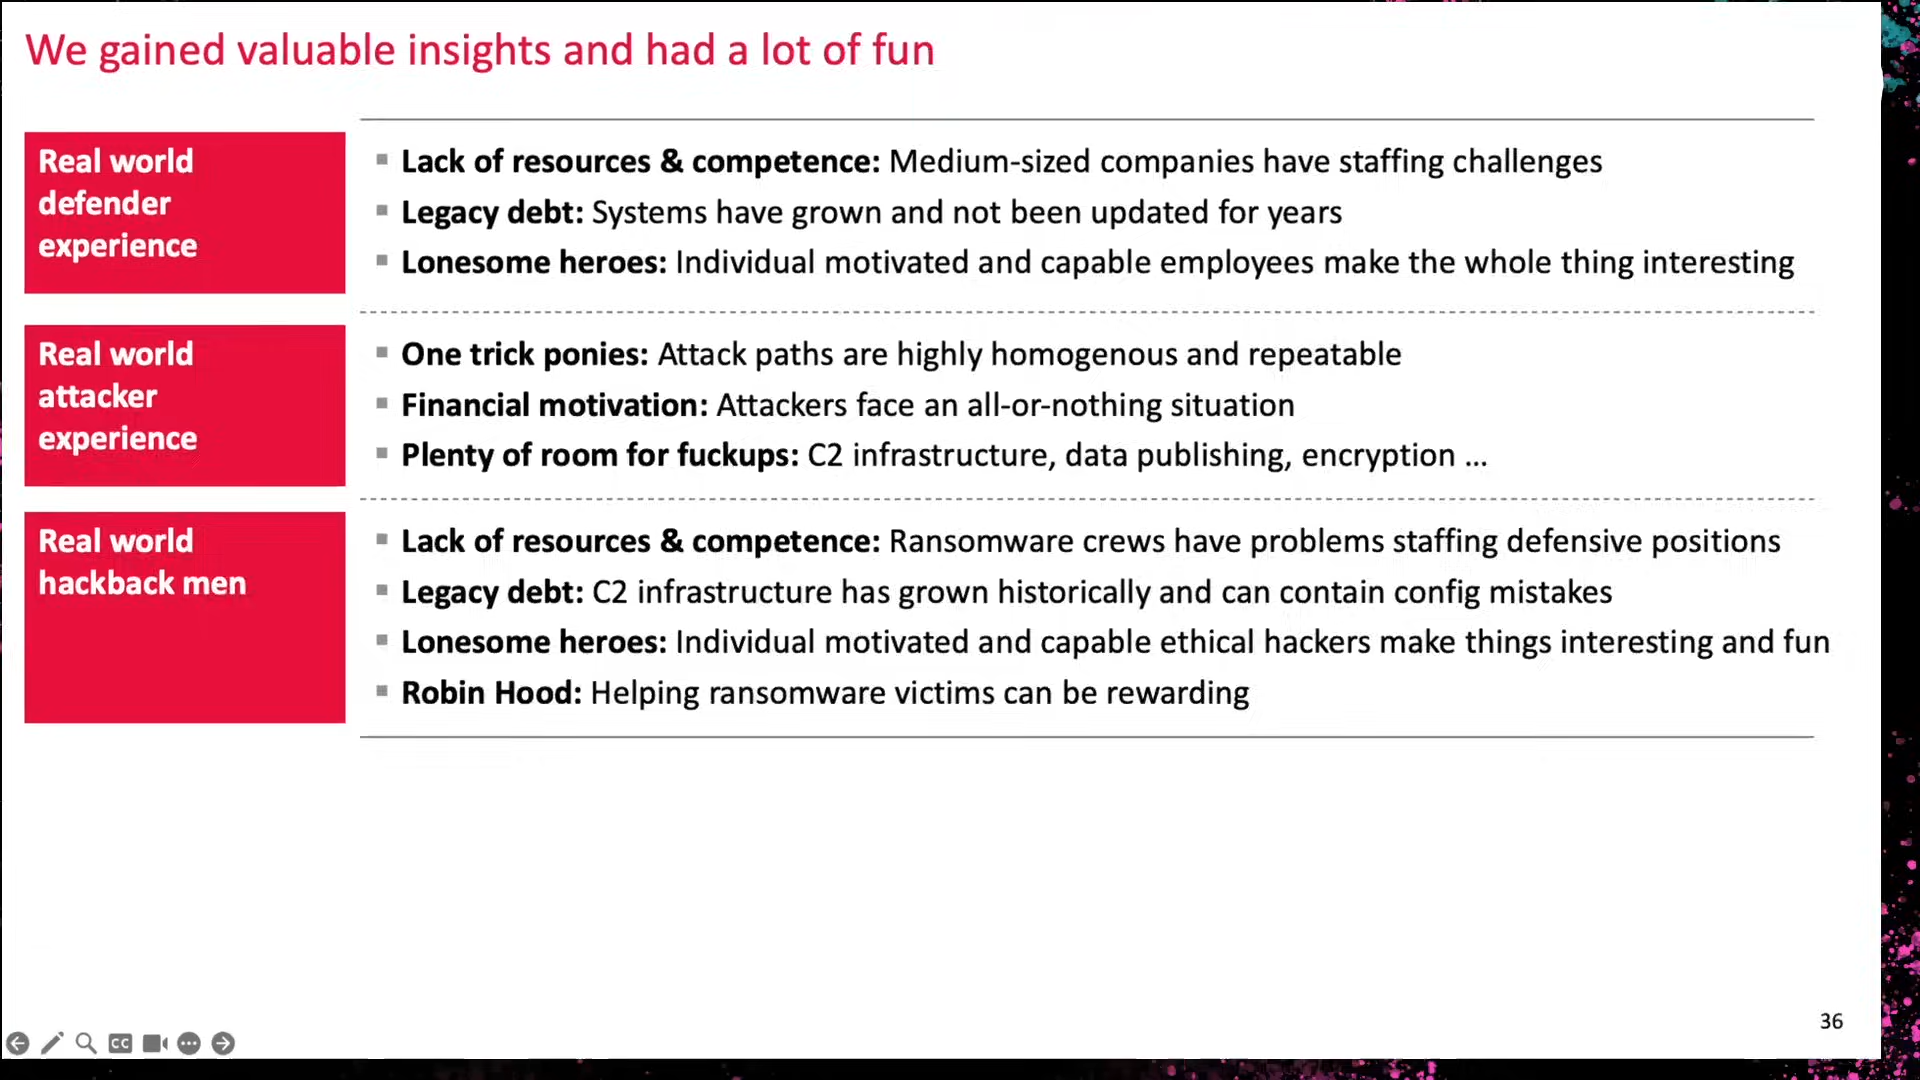 We gained valuable insights and had a lot of fun
Real world
defender
experience
Lack of resources & competence: Medium-sized companies have staffing challenges
Legacy debt: Systems have grown and not been updated for years
Lonesome heroes: Individual motivated and capable employees make the whole thing interesting
Real world
attacker
experience
One trick ponies: Attack paths are highly homogenous and repeatable
Financial motivation: Attackers face an all-or-nothing situation
Plenty of room for fuckups: C2 infrastructure, data publishing, encryption ...
Real world
hackback men
Lack of resources & competence: Ransomware crews have problems staffing defensive positions
Legacy debt: C2 infrastructure has grown historically and can contain config mistakes
Lonesome heroes: Individual motivated and capable ethical hackers make things interesting and fun
Robin Hood: Helping ransomware victims can be rewarding
36
CC